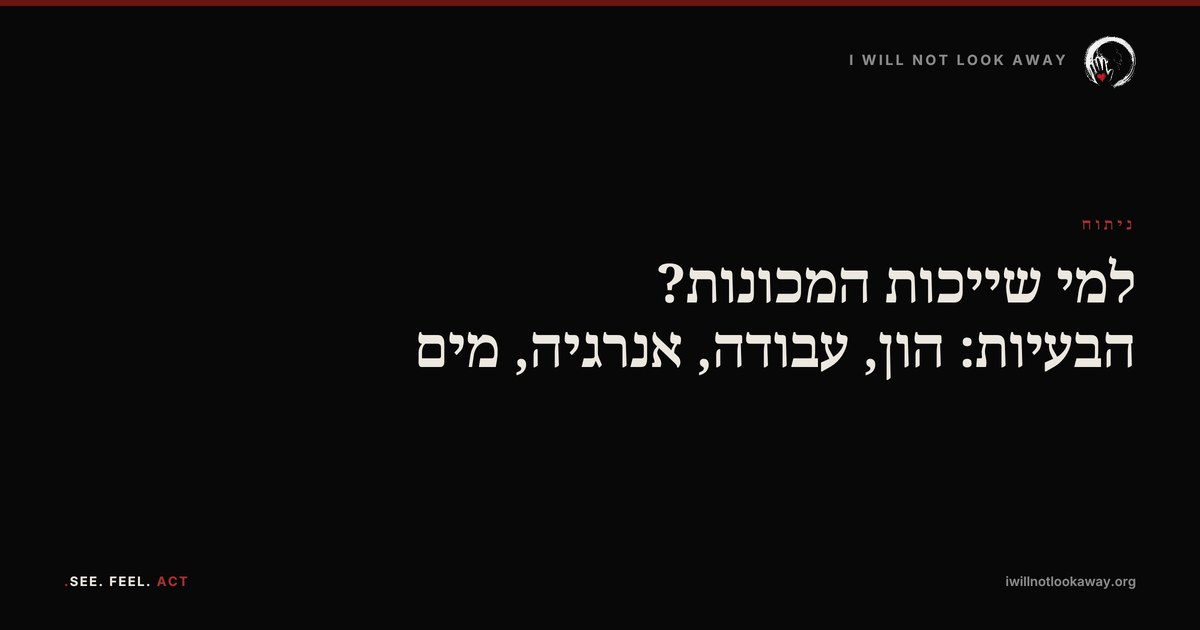 I WILL NOT LOOK AWAY
ניתוח
למי שייכות המכונות?
הבעיות: הון, עבודה, אנרגיה, מים
.SEE. FEEL. ACT
iwillnotlookaway.org